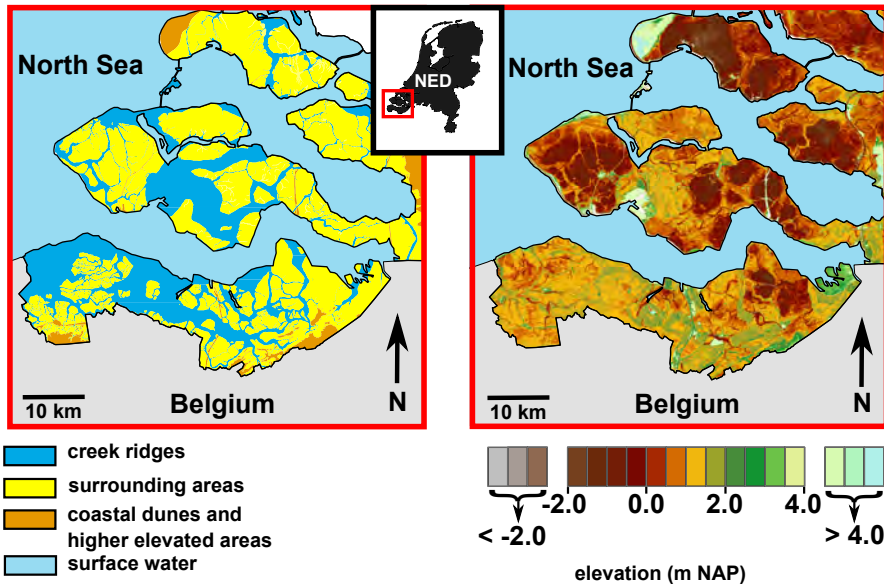 North Sea
NED
North Sea
10 km
Belgium
N
10 km
Belgium
N
creek ridges
surrounding areas
coastal dunes and
higher elevated areas
surface water
-2.0 0.0 2.0 4.0
< -2.0
> 4.0
elevation (m NAP)